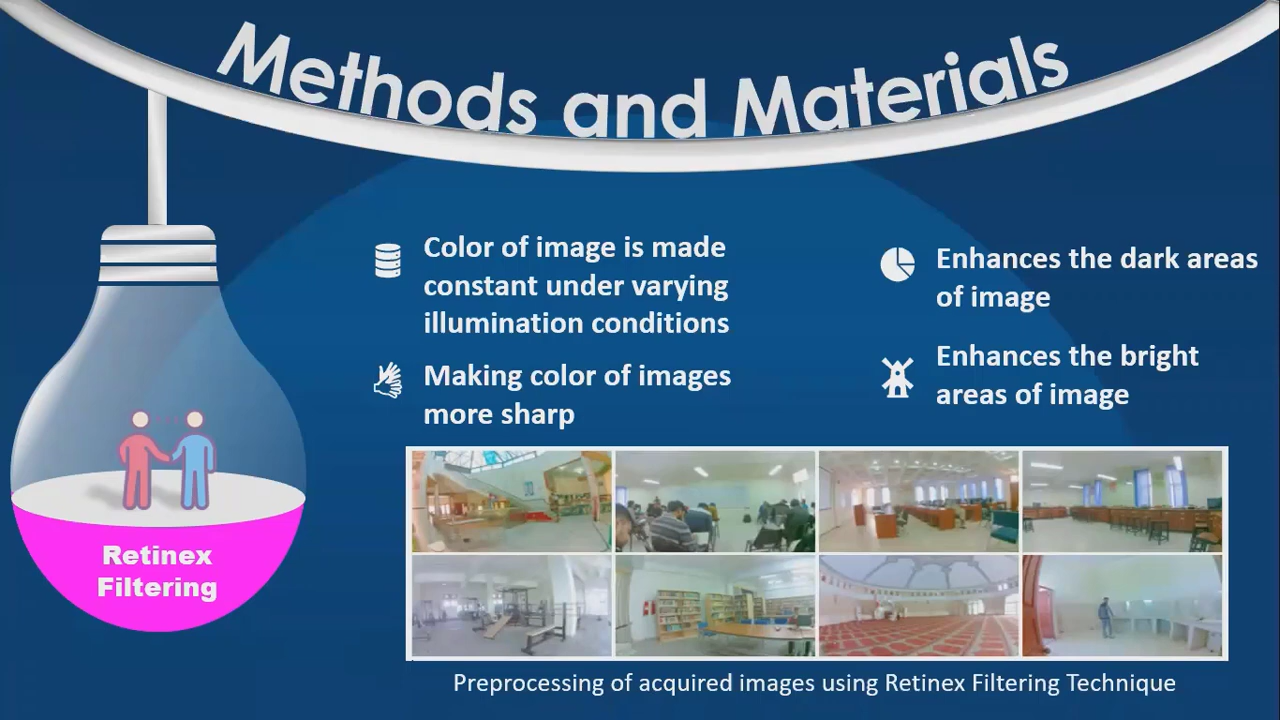 Methods and Materials
Color of image is made
constant under varying
illumination conditions
Making color of images
more sharp
Enhances the dark areas
of image
Enhances the bright
areas of image
Retinex
Filtering
Preprocessing of acquired images using Retinex Filtering Technique